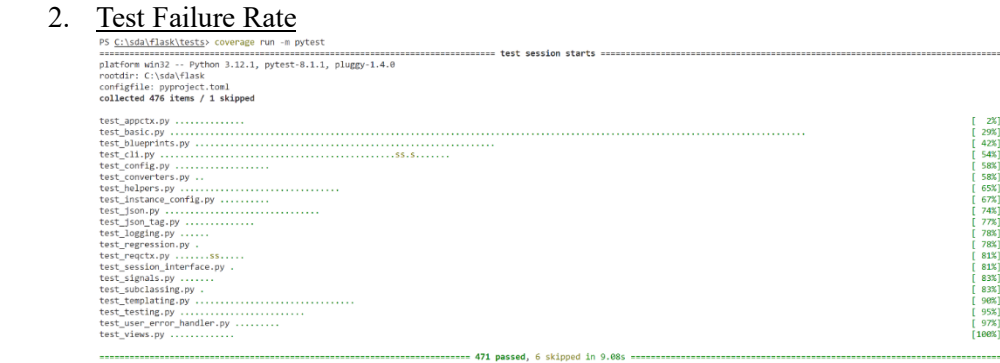 2. Test Failure Rate
PS C:\sda\flask\tests> coverage run -m pytest
============================================================================ test session starts ============================================================================
platform win32 -- Python 3.12.1, pytest-8.1.1, pluggy-1.4.0
rootdir: C:\sda\flask
configfile: pyproject.toml
collected 476 items / 1 skipped
test_appctx.py .............. [ 2%]
test_basic.py ................................................................................................................................. [ 29%]
test_blueprints.py ............................................................. [ 42%]
test_cli.py ................................................ss.s....... [ 54%]
test_config.py ................... [ 58%]
test_converters.py .. [ 58%]
test_helpers.py ................................. [ 65%]
test_instance_config.py .......... [ 67%]
test_json.py ................................ [ 74%]
test_json_tag.py .............. [ 77%]
test_logging.py ...... [ 78%]
test_regression.py . [ 78%]
test_reqctx.py .......ss..... [ 81%]
test_session_interface.py . [ 81%]
test_signals.py ....... [ 83%]
test_subclassing.py . [ 83%]
test_templating.py ................................. [ 90%]
test_testing.py ......................... [ 95%]
test_user_error_handler.py ......... [ 97%]
test_views.py ............. [100%]
======================================================================= 471 passed, 6 skipped in 9.08s =======================================================================